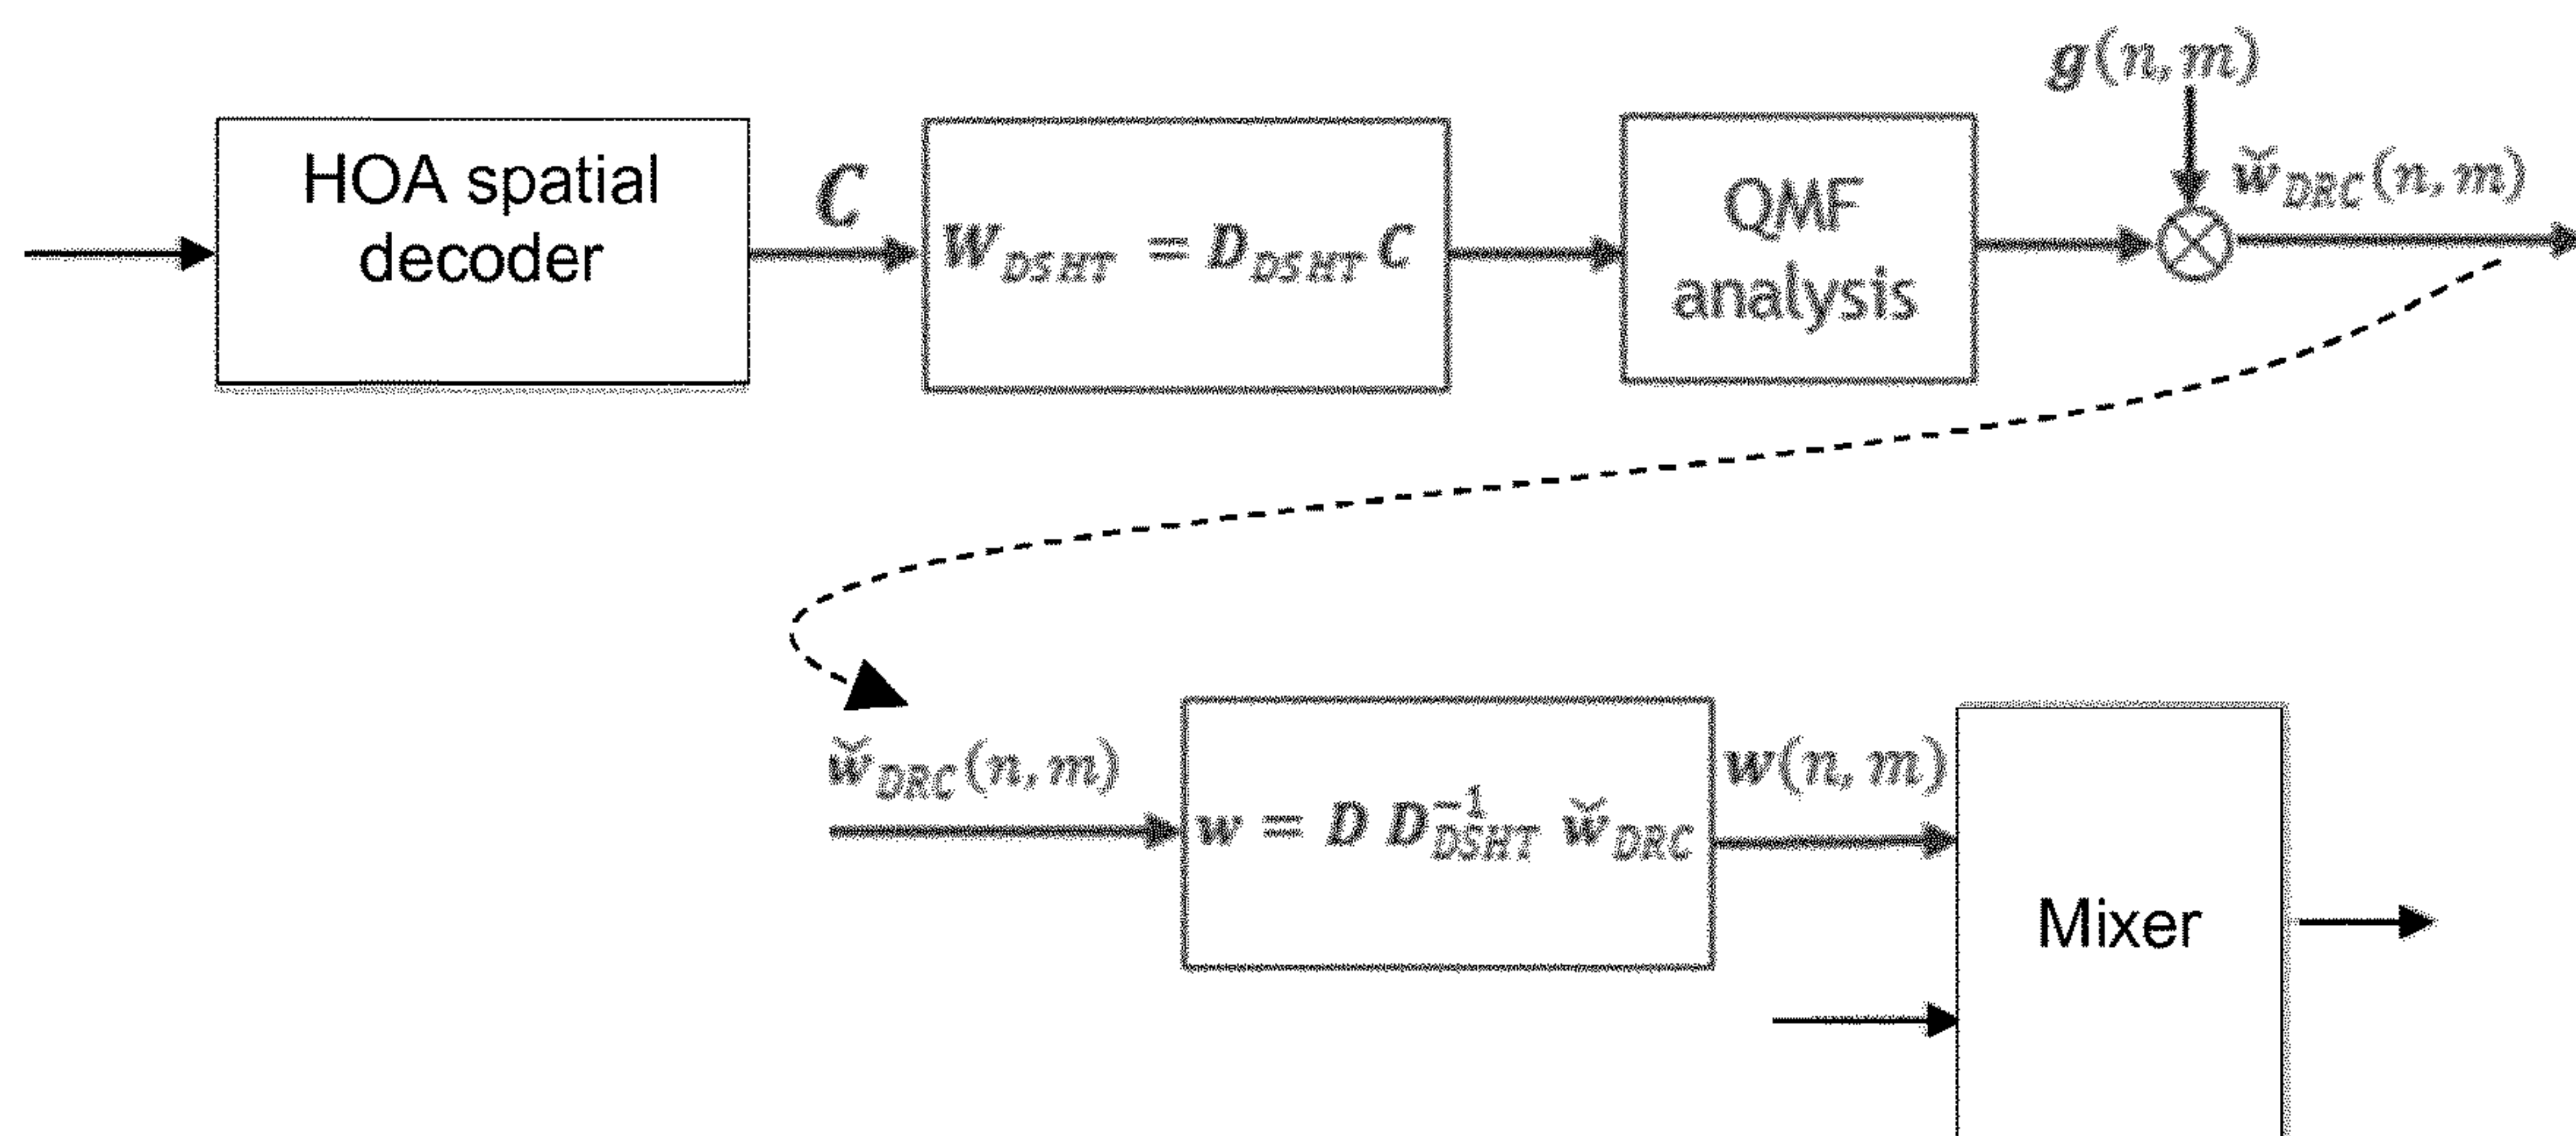 g(n,m)
HOA spatial
decoder
C
W_DSHT = D_DSHT C
QMF
analysis
w̌_DRC(n,m)
w̌_DRC(n,m)
w = D D_DSHT^-1 w̌_DRC
w(n, m)
Mixer